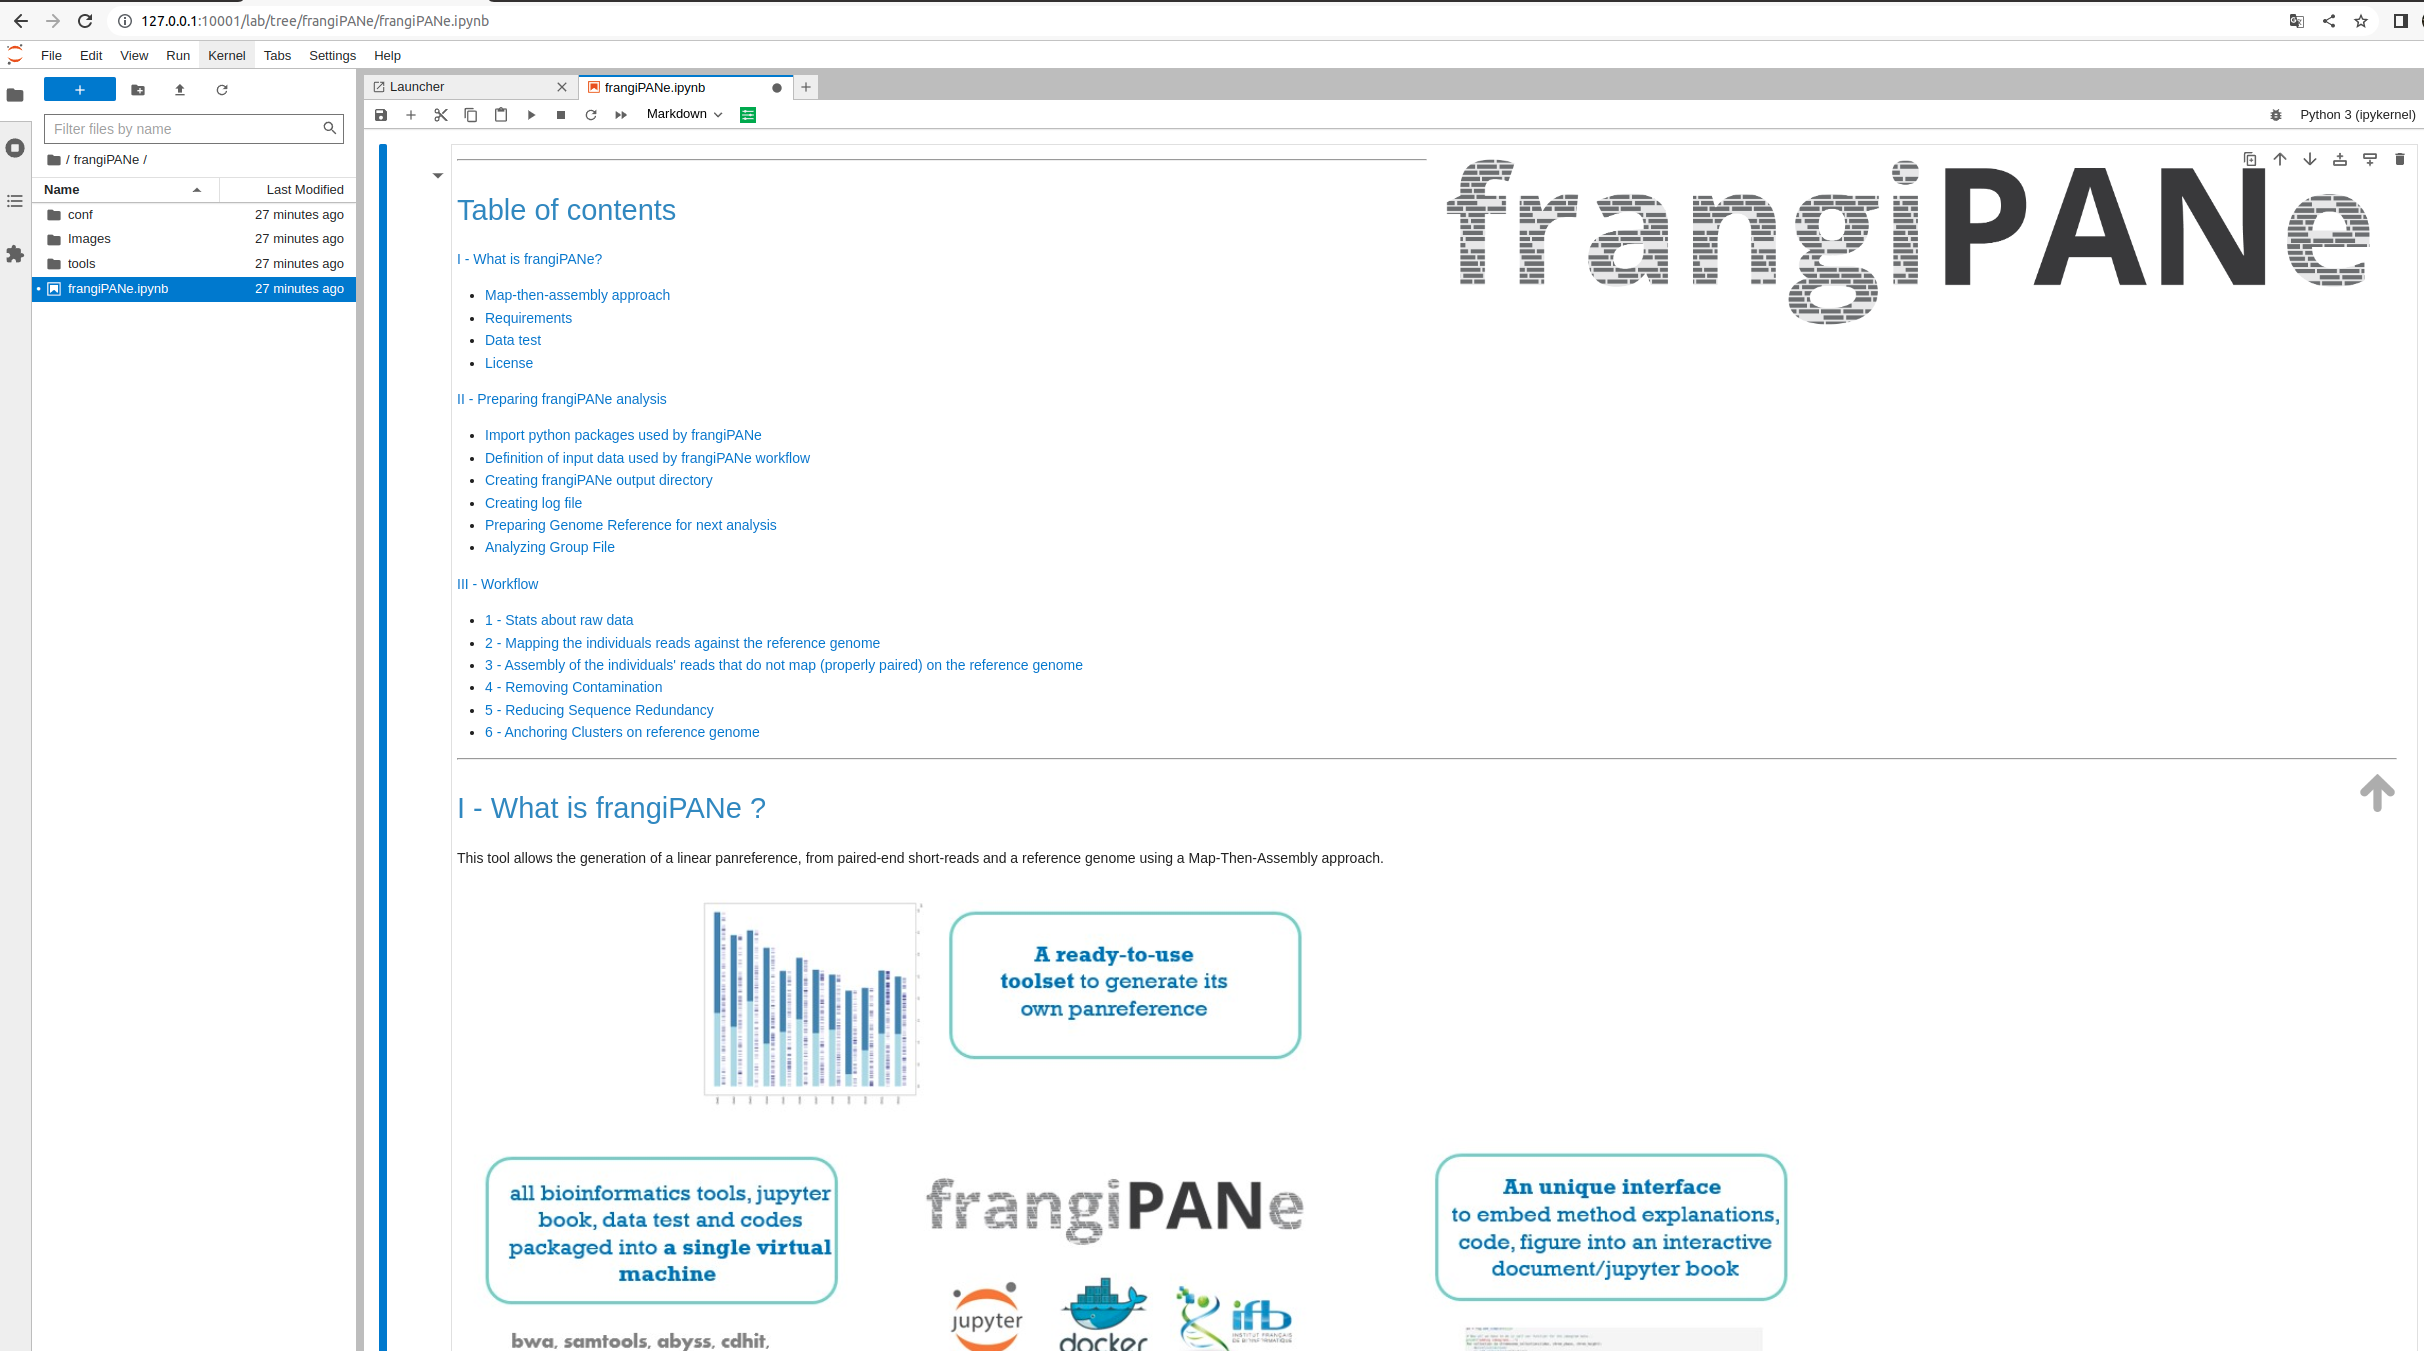 127.0.0.1:10001/lab/tree/frangiPANe/frangiPANe.ipynb
File Edit View Run Kernel Tabs Settings Help
Launcher
frangiPANe.ipynb
Markdown
Python 3 (ipykernel)
Filter files by name
/ frangiPANe /
Name Last Modified
conf 27 minutes ago
Images 27 minutes ago
tools 27 minutes ago
frangiPANe.ipynb 27 minutes ago
frangiPANe
Table of contents
I - What is frangiPANe?
Map-then-assembly approach
Requirements
Data test
License
II - Preparing frangiPANe analysis
Import python packages used by frangiPANe
Definition of input data used by frangiPANe workflow
Creating frangiPANe output directory
Creating log file
Preparing Genome Reference for next analysis
Analyzing Group File
III - Workflow
1 - Stats about raw data
2 - Mapping the individuals reads against the reference genome
3 - Assembly of the individuals' reads that do not map (properly paired) on the reference genome
4 - Removing Contamination
5 - Reducing Sequence Redundancy
6 - Anchoring Clusters on reference genome
I - What is frangiPANe ?
This tool allows the generation of a linear panreference, from paired-end short-reads and a reference genome using a Map-Then-Assembly approach.
A ready-to-use
toolset to generate its
own panreference
all bioinformatics tools, jupyter
book, data test and codes
packaged into a single virtual
machine
frangiPANe
An unique interface
to embed method explanations,
code, figure into an interactive
document/jupyter book
jupyter
docker
ifb
INSTITUT FRANÇAIS
DE BIOINFORMATIQUE
bwa, samtools, abyss, cdhit,